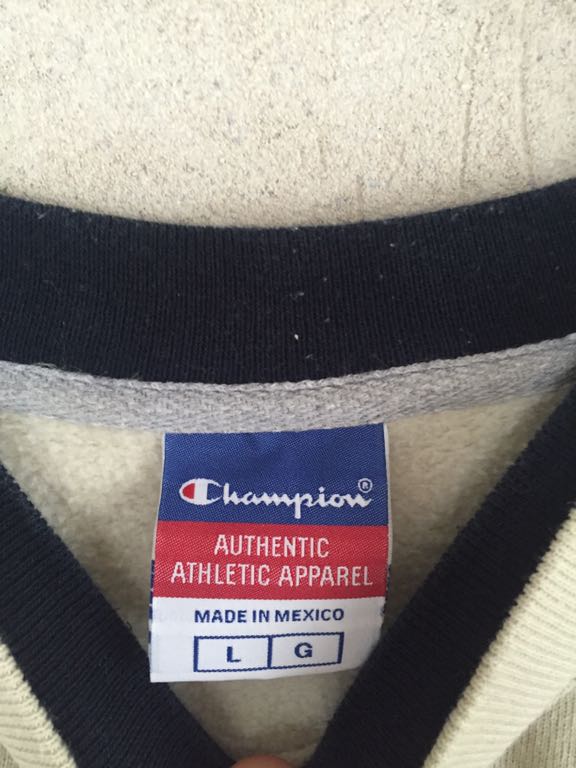 Champion®
AUTHENTIC
ATHLETIC APPAREL
MADE IN MEXICO
L G